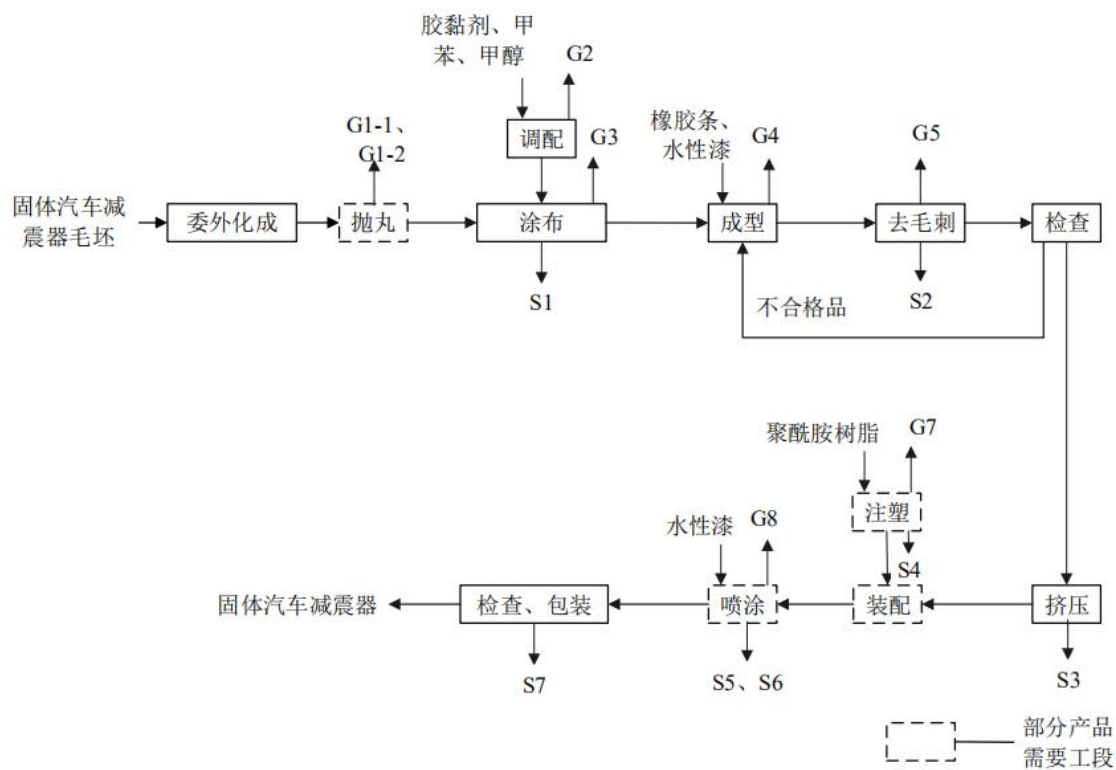 胶黏剂、甲
苯、甲醇
G2
G1-1、
G1-2
调配
G3
橡胶条、
水性漆
G4
G5
固体汽车减
震器毛坯
委外化成
抛丸
涂布
成型
去毛刺
检查
S1
S2
不合格品
聚酰胺树脂
G7
注塑
S4
水性漆
G8
固体汽车减震器
检查、包装
喷涂
装配
挤压
S7
S5、S6
S3
部分产品
需要工段